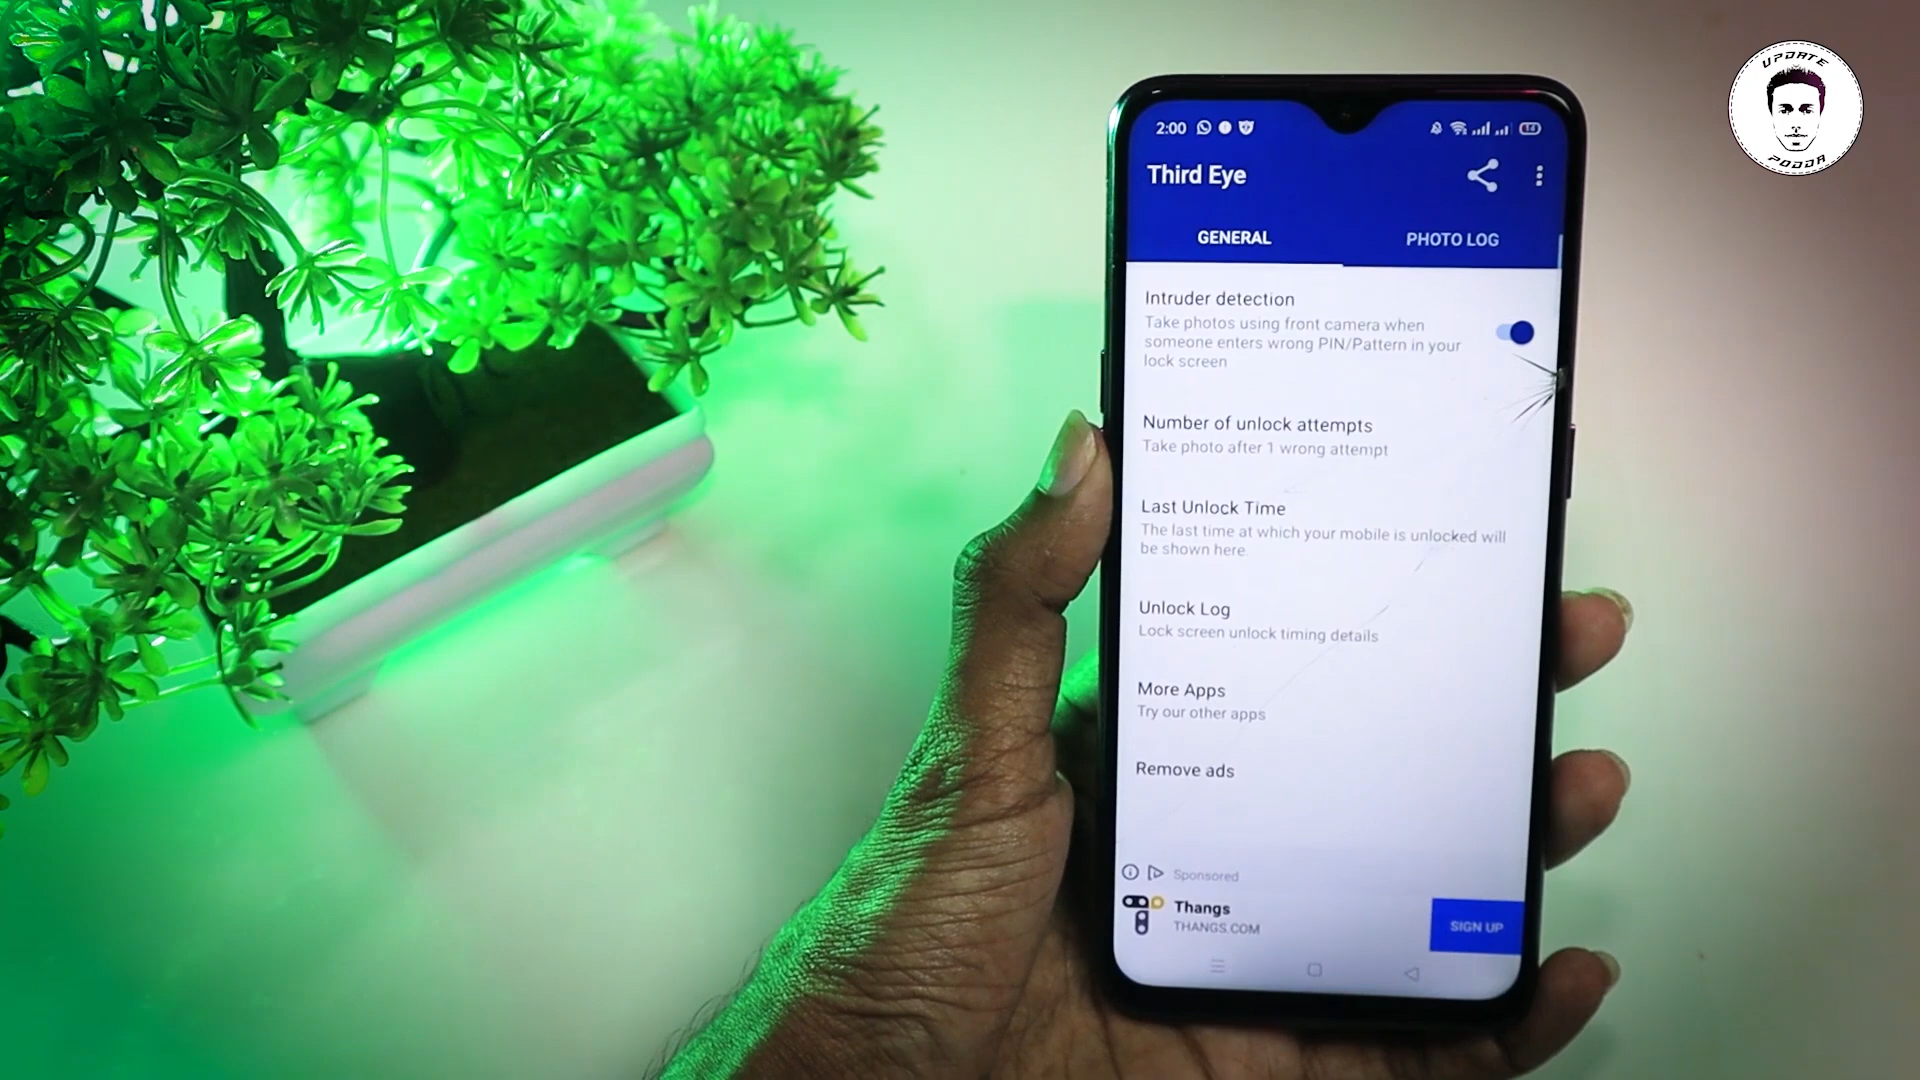 UPDATE
PODDA
2:00
14
Third Eye
GENERAL
PHOTO LOG
Intruder detection
Take photos using front camera when
someone enters wrong PIN/Pattern in your
lock screen
Number of unlock attempts
Take photo after 1 wrong attempt
Last Unlock Time
The last time at which your mobile is unlocked will
be shown here.
Unlock Log
Lock screen unlock timing details
More Apps
Try our other apps
Remove ads
Sponsored
Thangs
THANGS.COM
SIGN UP